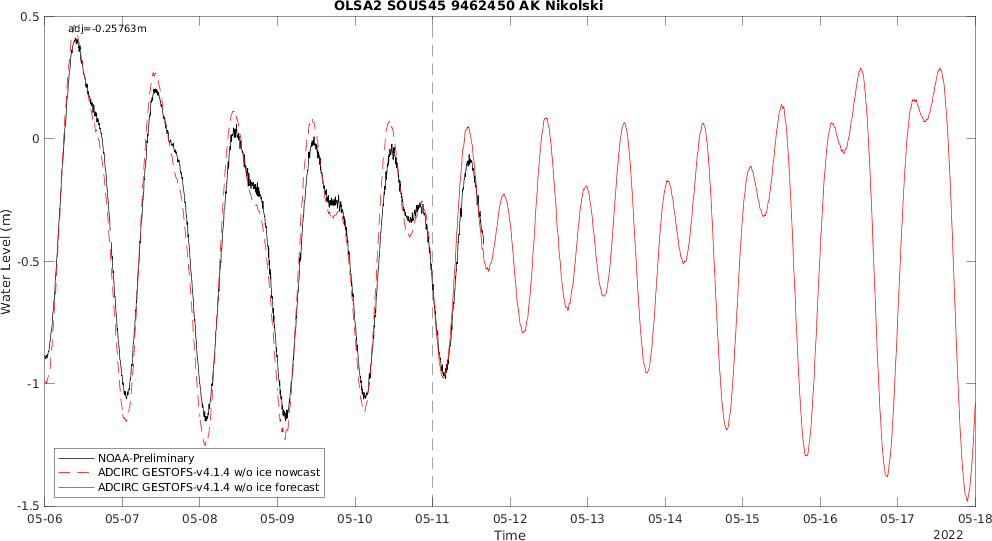 OLSA2 SOUS45 9462450 AK Nikolski
adj=-0.25763m
0.5
0
-0.5
-1
-1.5
Water Level (m)
NOAA-Preliminary
ADCIRC GESTOFS-v4.1.4 w/o ice nowcast
ADCIRC GESTOFS-v4.1.4 w/o ice forecast
05-06 05-07 05-08 05-09 05-10 05-11 05-12 05-13 05-14 05-15 05-16 05-17 05-18
Time
2022